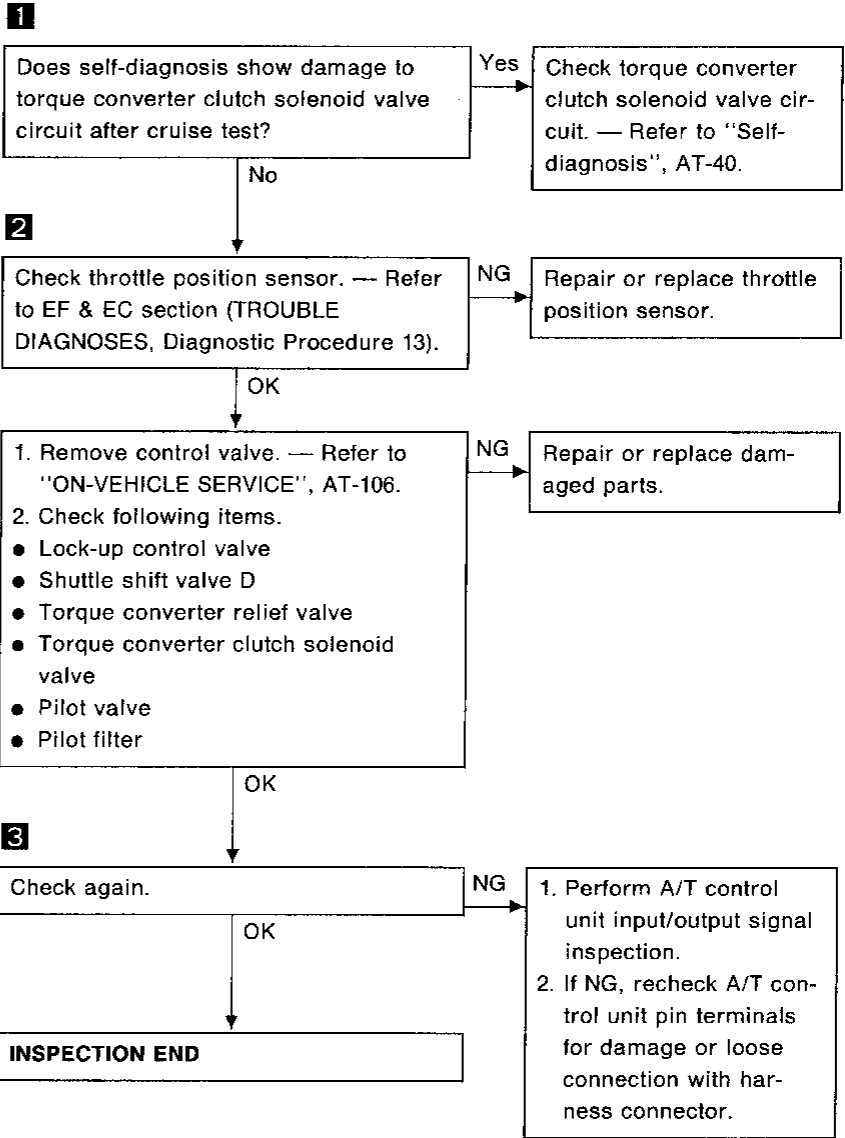 1
Does self-diagnosis show damage to
torque converter clutch solenoid valve
circuit after cruise test?
Yes
Check torque converter
clutch solenoid valve cir-
cuit. — Refer to "Self-
diagnosis", AT-40.
No
2
Check throttle position sensor. — Refer
to EF & EC section (TROUBLE
DIAGNOSES, Diagnostic Procedure 13).
NG
Repair or replace throttle
position sensor.
OK
1. Remove control valve. — Refer to
"ON-VEHICLE SERVICE", AT-106.
2. Check following items.
● Lock-up control valve
● Shuttle shift valve D
● Torque converter relief valve
● Torque converter clutch solenoid
valve
● Pilot valve
● Pilot filter
NG
Repair or replace dam-
aged parts.
OK
3
Check again.
NG
1. Perform A/T control
unit input/output signal
inspection.
2. If NG, recheck A/T con-
trol unit pin terminals
for damage or loose
connection with har-
ness connector.
OK
INSPECTION END